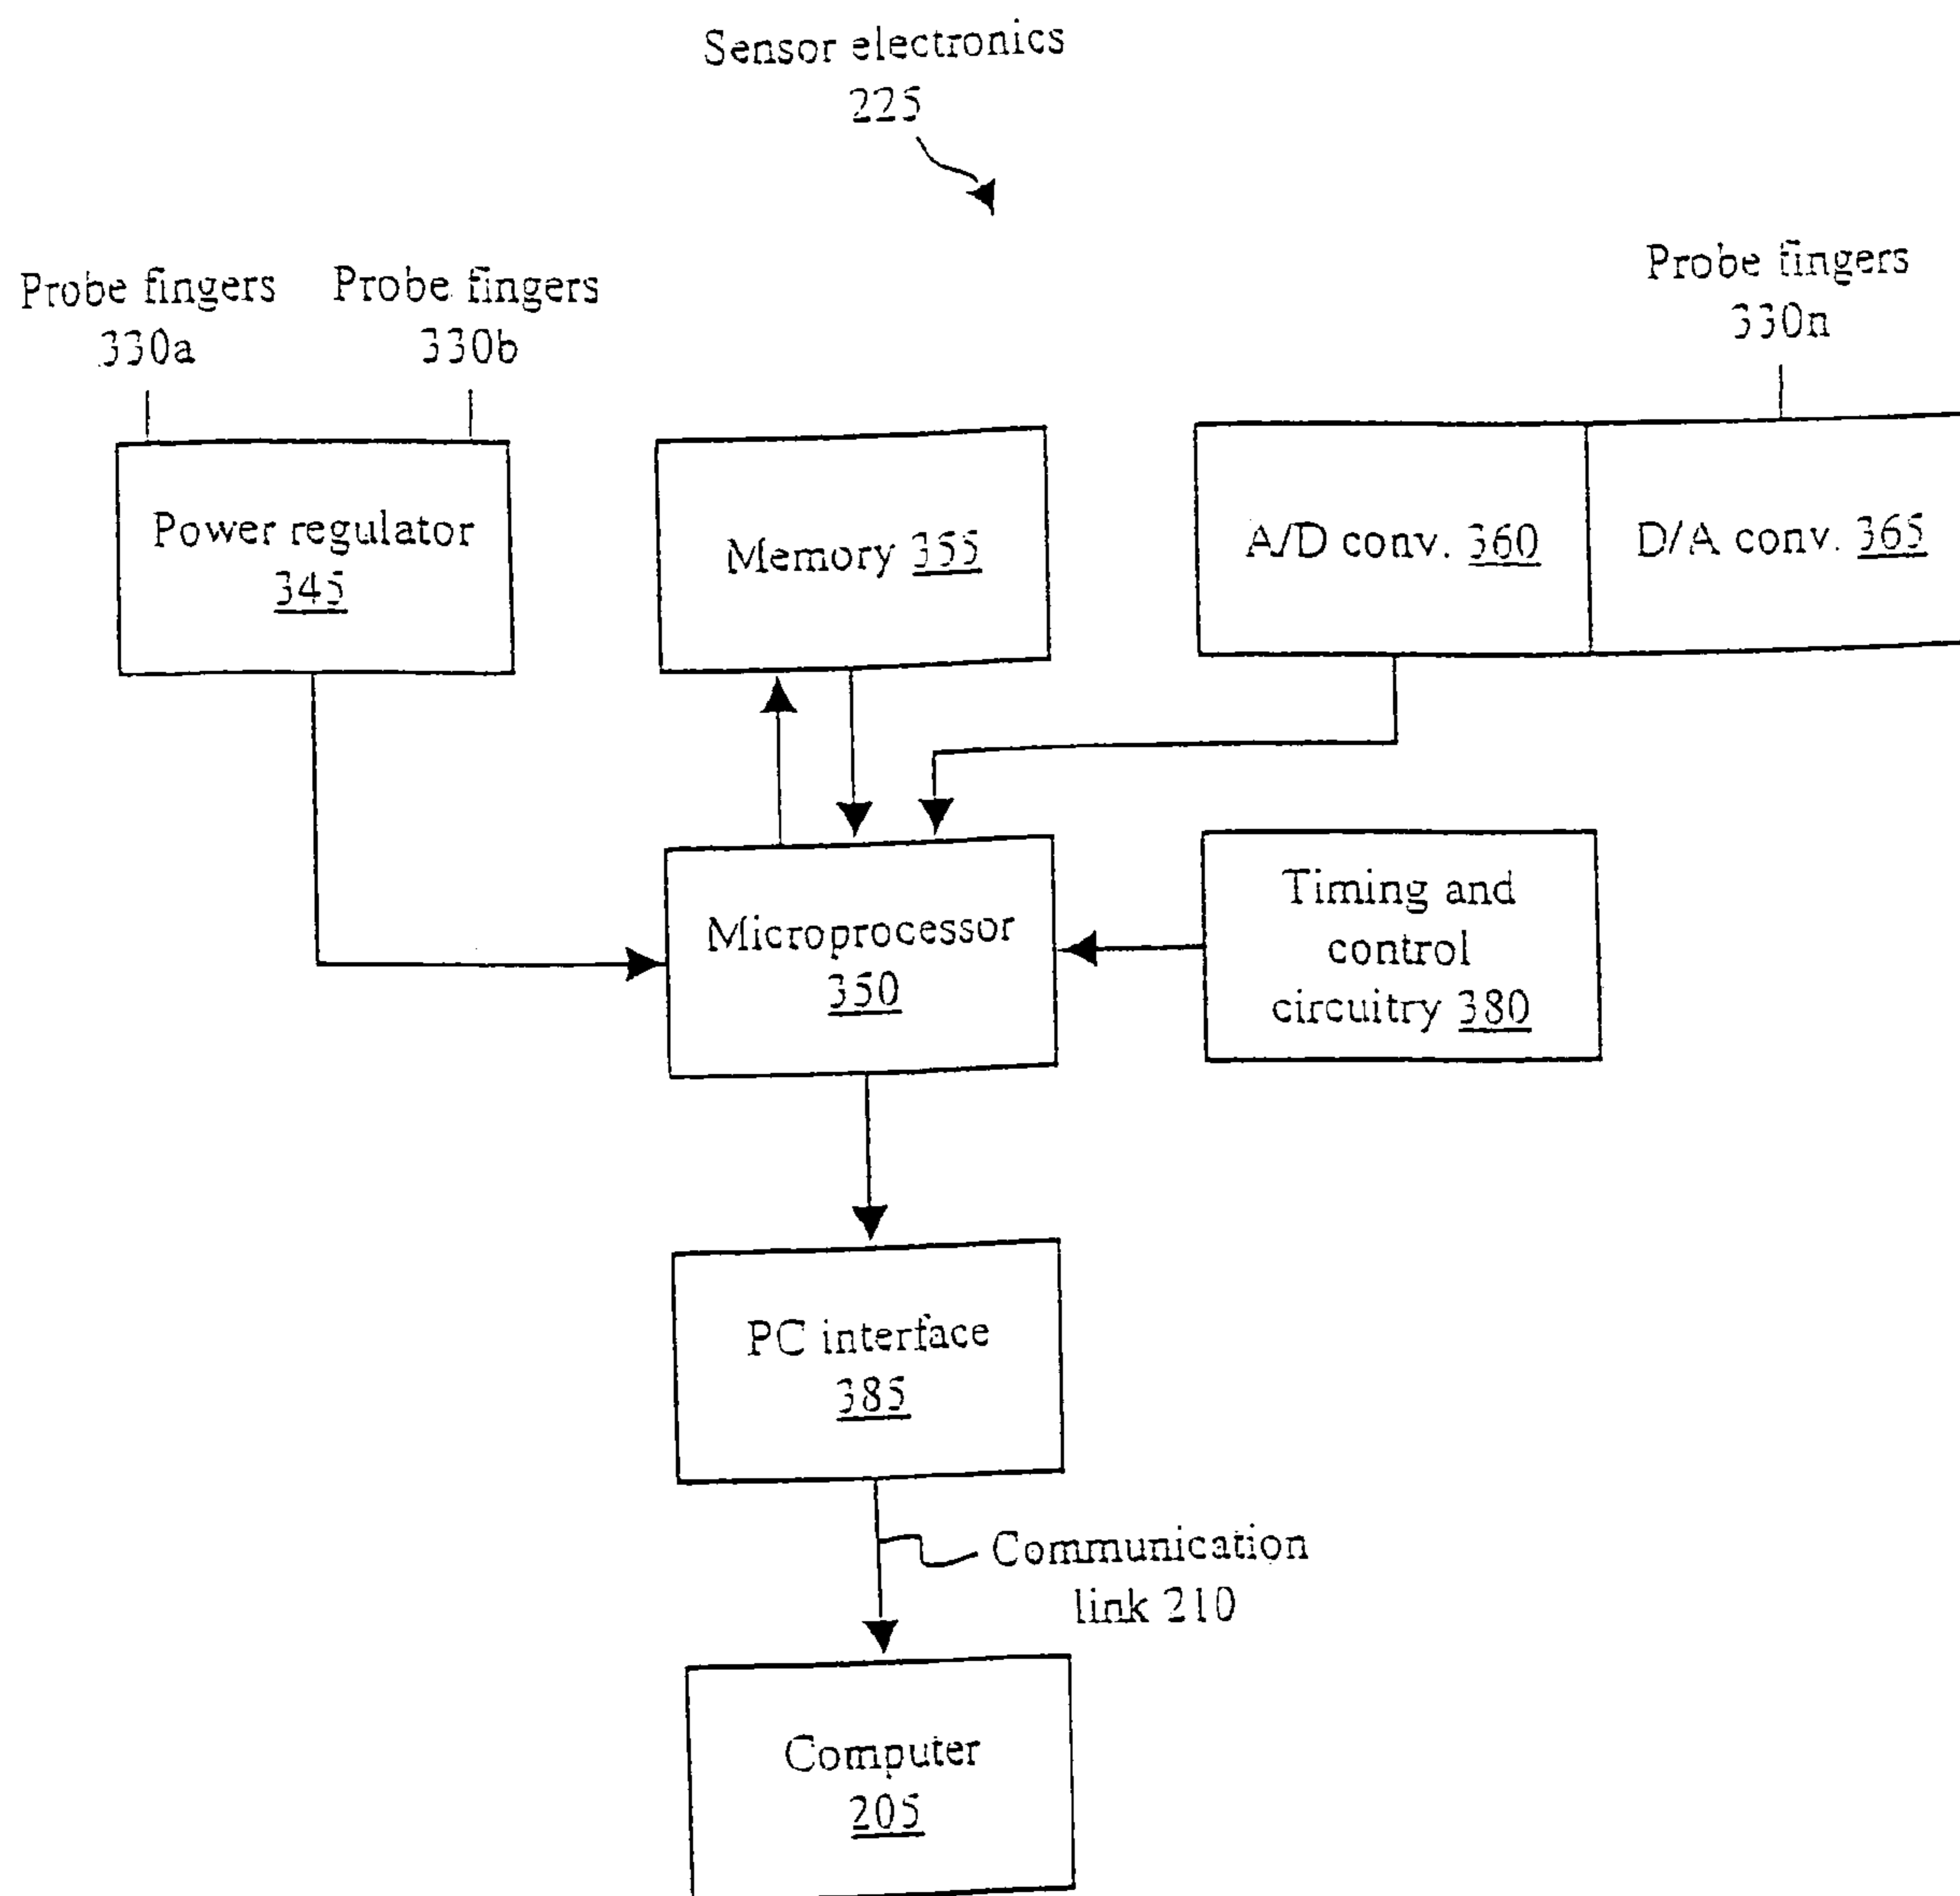 Sensor electronics
225
Probe fingers
330a
Probe fingers
330b
Probe fingers
330n
Power regulator
345
Memory 355
A/D conv. 360
D/A conv. 365
Microprocessor
350
Timing and
control
circuitry 380
PC interface
385
Communication
link 210
Computer
205